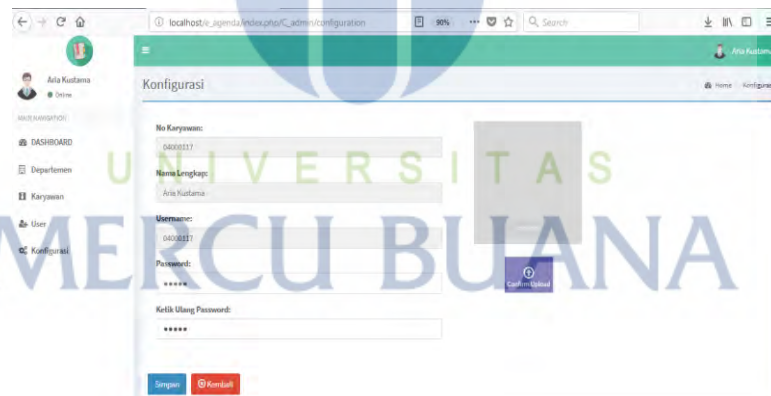 localhost/e_agenda/index.php/C_admin/configuration
90%
Search
Aria Kustama
Aria Kustama
Online
Konfigurasi
Home
Konfigurasi
MAIN NAVIGATION
DASHBOARD
Departemen
Karyawan
User
Konfigurasi
No Karyawan:
04000117
Nama Lengkap:
Aria Kustama
Username:
04000117
Password:
•••••
Ketik Ulang Password:
•••••
Confirm Upload
Simpan
Kembali
UNIVERSITAS
MERCU BUANA